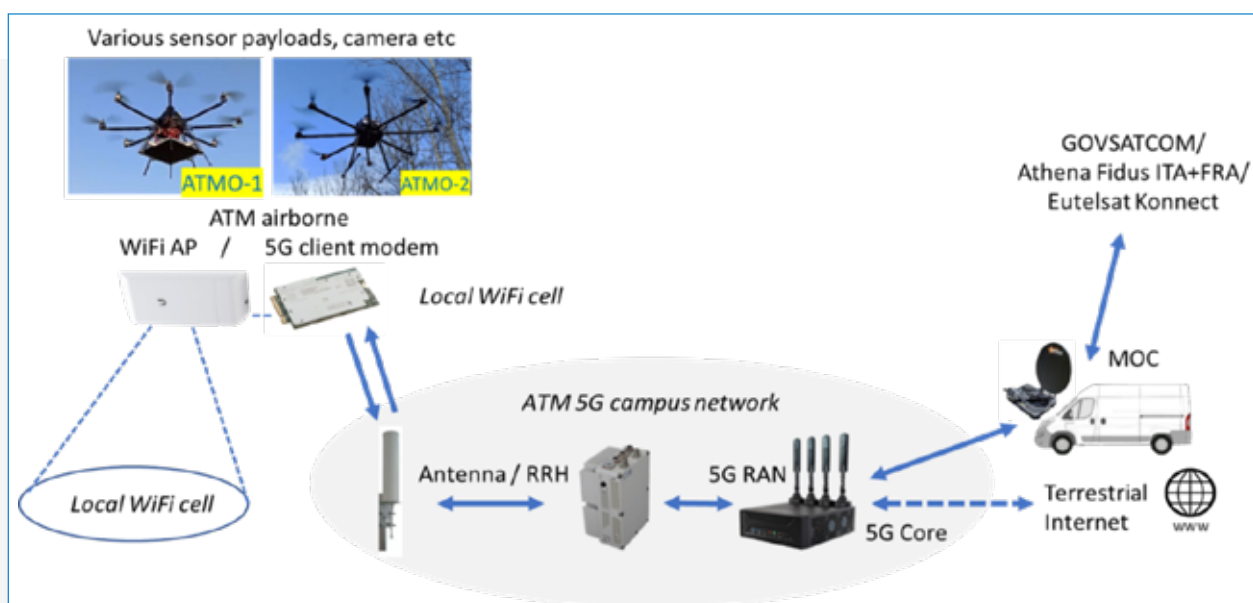 Various sensor payloads, camera etc
ATMO-1
ATMO-2
ATM airborne
WiFi AP / 5G client modem
Local WiFi cell
Local WiFi cell
ATM 5G campus network
Antenna / RRH
5G RAN
5G Core
GOVSATCOM/
Athena Fidus ITA+FRA/
Eutelsat Konnect
MOC
Terrestrial
Internet
www